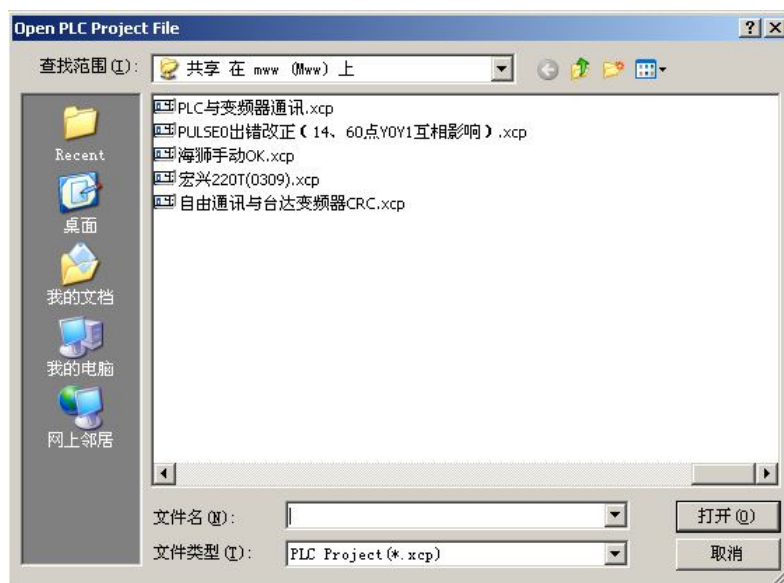 Open PLC Project File
查找范围(I):
共享 在 mww (Mww) 上
PLC与变频器通讯.xcp
PULSE0出错改正(14、60点Y0Y1互相影响).xcp
海狮手动OK.xcp
宏兴220T(0309).xcp
自由通讯与台达变频器CRC.xcp
Recent
桌面
我的文档
我的电脑
网上邻居
文件名(N):
打开(O)
文件类型(T):
PLC Project(*.xcp)
取消